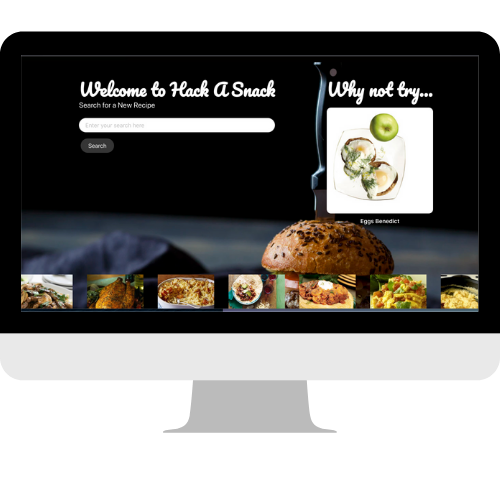 Welcome to Hack A Snack
Search for a New Recipe
Enter your search here
Search
Why not try...
Eggs Benedict